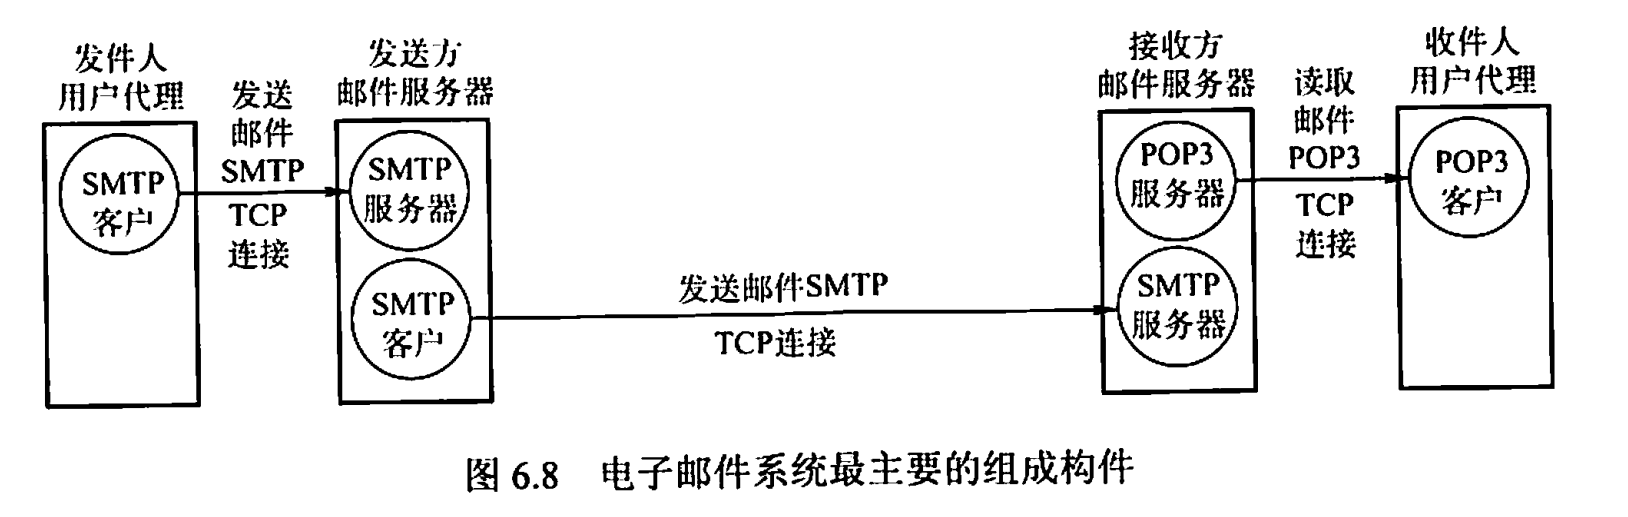 发件人
用户代理
发送
邮件
SMTP
TCP
连接
SMTP
客户
发送方
邮件服务器
SMTP
服务器
SMTP
客户
发送邮件SMTP
TCP连接
接收方
邮件服务器
POP3
服务器
SMTP
服务器
读取
邮件
POP3
TCP
连接
收件人
用户代理
POP3
客户
图 6.8 电子邮件系统最主要的组成构件